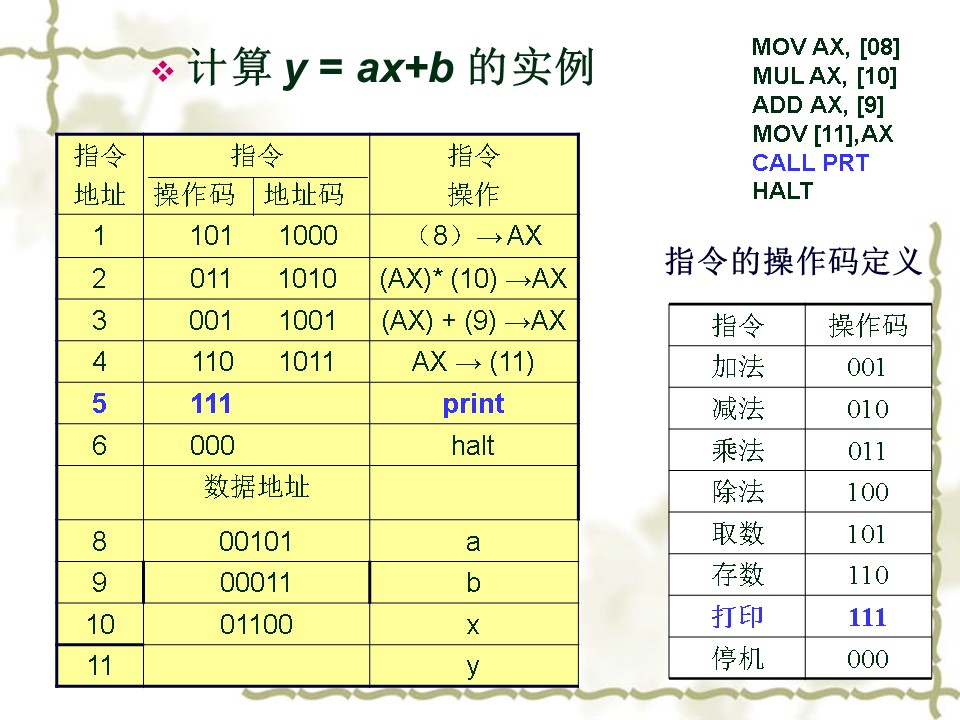 计算 y = ax+b 的实例
MOV AX, [08]
MUL AX, [10]
ADD AX, [9]
MOV [11],AX
CALL PRT
HALT
指令地址 指令 指令操作
操作码 地址码
1 101 1000 （8）→AX
2 011 1010 (AX)* (10) →AX
3 001 1001 (AX) + (9) →AX
4 110 1011 AX → (11)
5 111 print
6 000 halt
数据地址
8 00101 a
9 00011 b
10 01100 x
11 y
指令的操作码定义
指令 操作码
加法 001
减法 010
乘法 011
除法 100
取数 101
存数 110
打印 111
停机 000